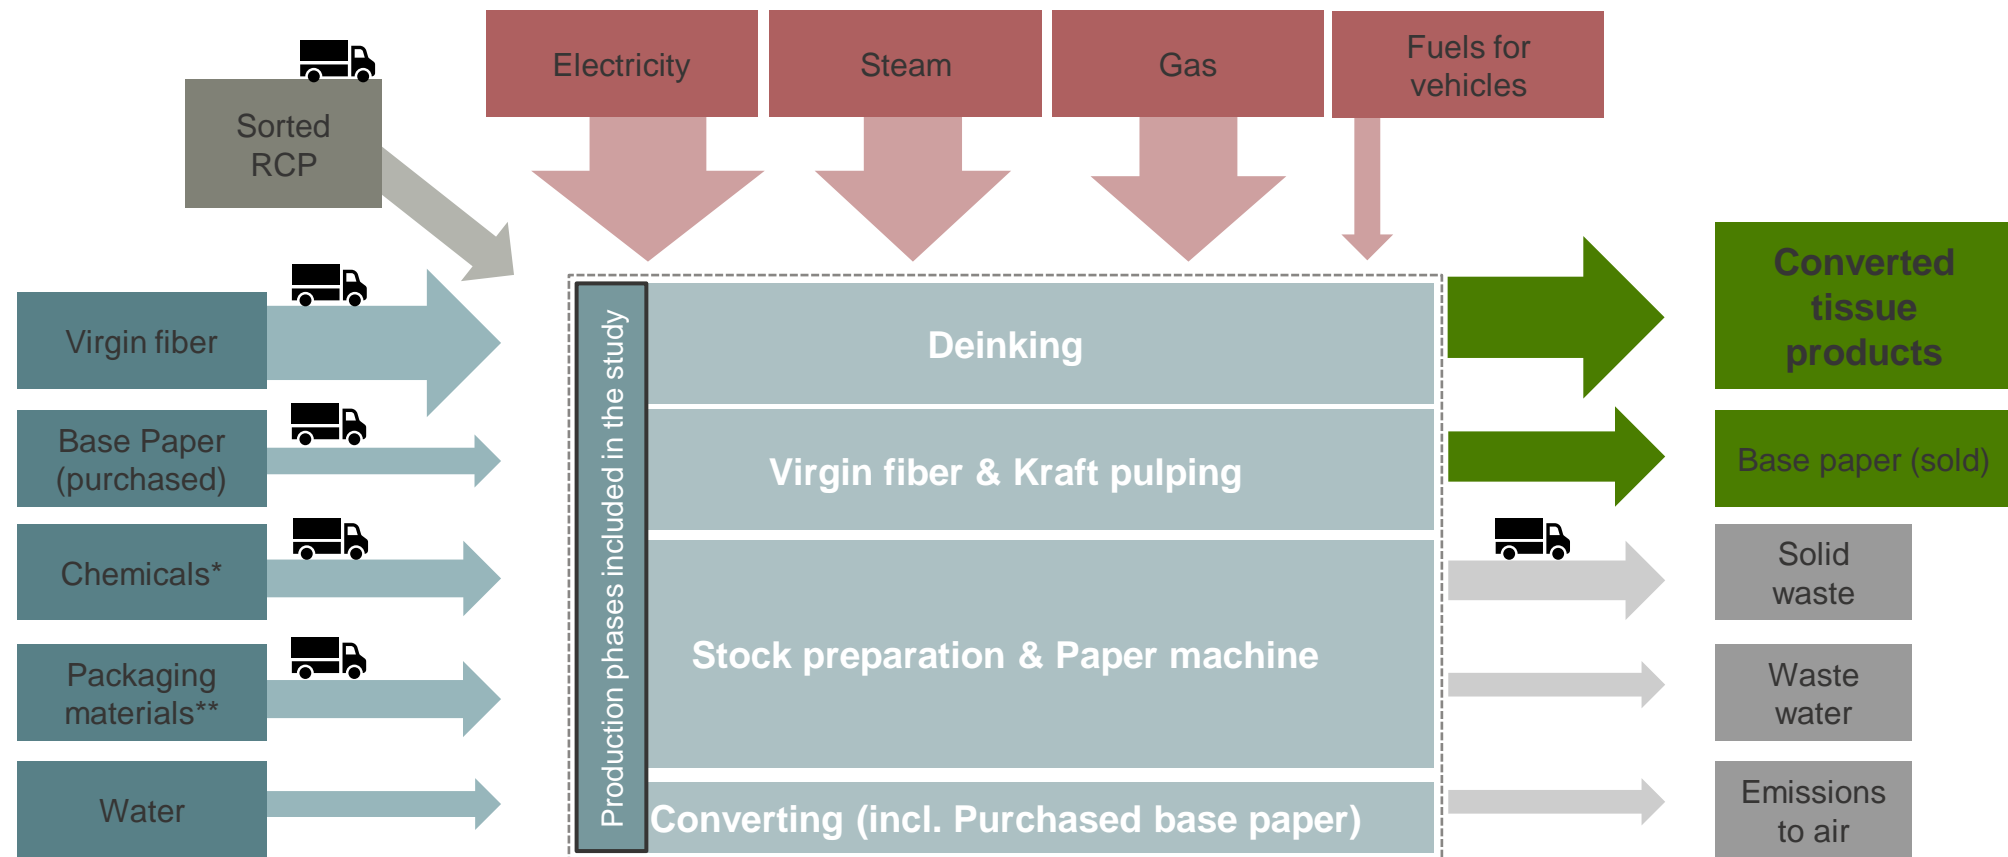 Electricity
Steam
Gas
Fuels for
vehicles
Sorted
RCP
Virgin fiber
Base Paper
(purchased)
Chemicals*
Packaging
materials**
Water
Production phases included in the study
Deinking
Virgin fiber & Kraft pulping
Stock preparation & Paper machine
Converting (incl. Purchased base paper)
Converted
tissue
products
Base paper (sold)
Solid
waste
Waste
water
Emissions
to air